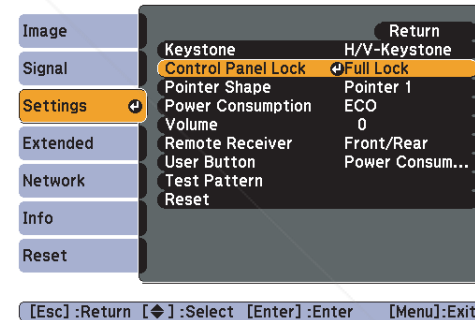 Image
Signal
Settings
Extended
Network
Info
Reset
Return
Keystone H/V-Keystone
Control Panel Lock Full Lock
Pointer Shape Pointer 1
Power Consumption ECO
Volume 0
Remote Receiver Front/Rear
User Button Power Consum...
Test Pattern
Reset
[Esc] :Return [◆] :Select [Enter] :Enter [Menu]:Exit